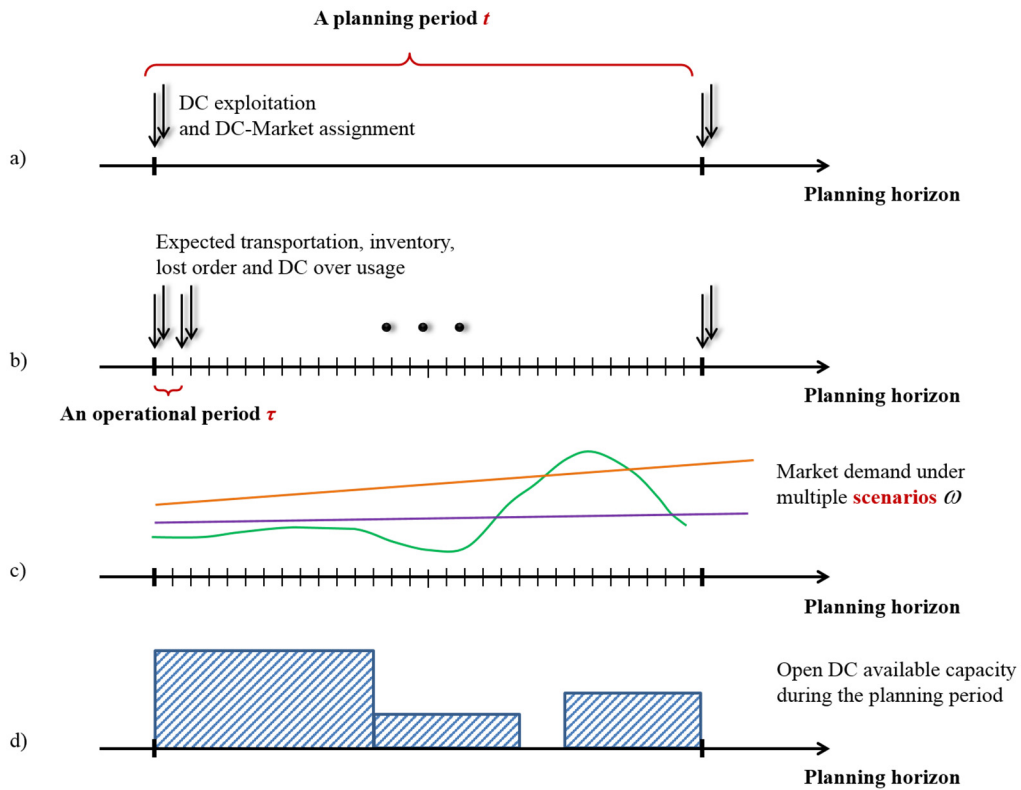 A planning period t
DC exploitation
and DC-Market assignment
a)
Planning horizon
Expected transportation, inventory,
lost order and DC over usage
b)
Planning horizon
An operational period τ
Market demand under
multiple scenarios ω
c)
Planning horizon
Open DC available capacity
during the planning period
d)
Planning horizon